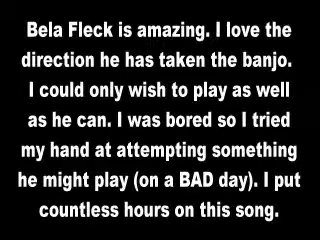 Bela Fleck is amazing. I love the
direction he has taken the banjo.
I could only wish to play as well
as he can. I was bored so I tried
my hand at attempting something
he might play (on a BAD day). I put
countless hours on this song.